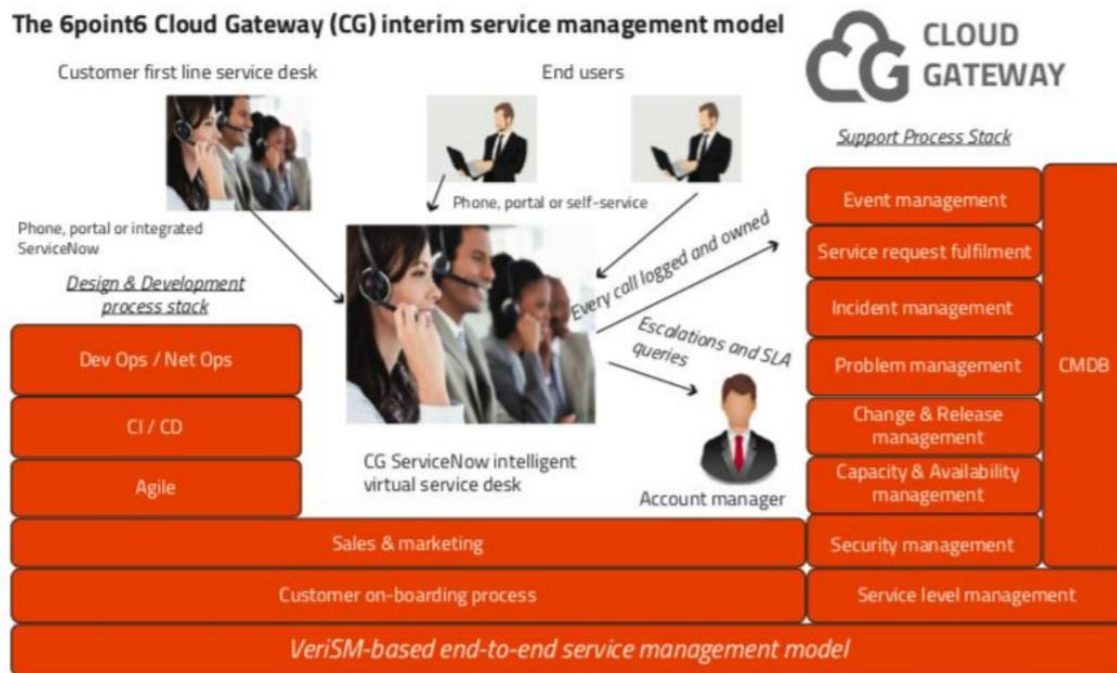 The 6point6 Cloud Gateway (CG) interim service management model
CG
CLOUD
GATEWAY
Customer first line service desk
End users
Support Process Stack
Phone, portal or self-service
Phone, portal or integrated
ServiceNow
Every call logged and owned
Escalations and SLA
queries
Design & Development
process stack
Dev Ops / Net Ops
CI / CD
Agile
CG ServiceNow intelligent
virtual service desk
Account manager
Event management
Service request fulfilment
Incident management
Problem management
Change & Release
management
Capacity & Availability
management
Security management
CMDB
Sales & marketing
Customer on-boarding process
Service level management
VeriSM-based end-to-end service management model